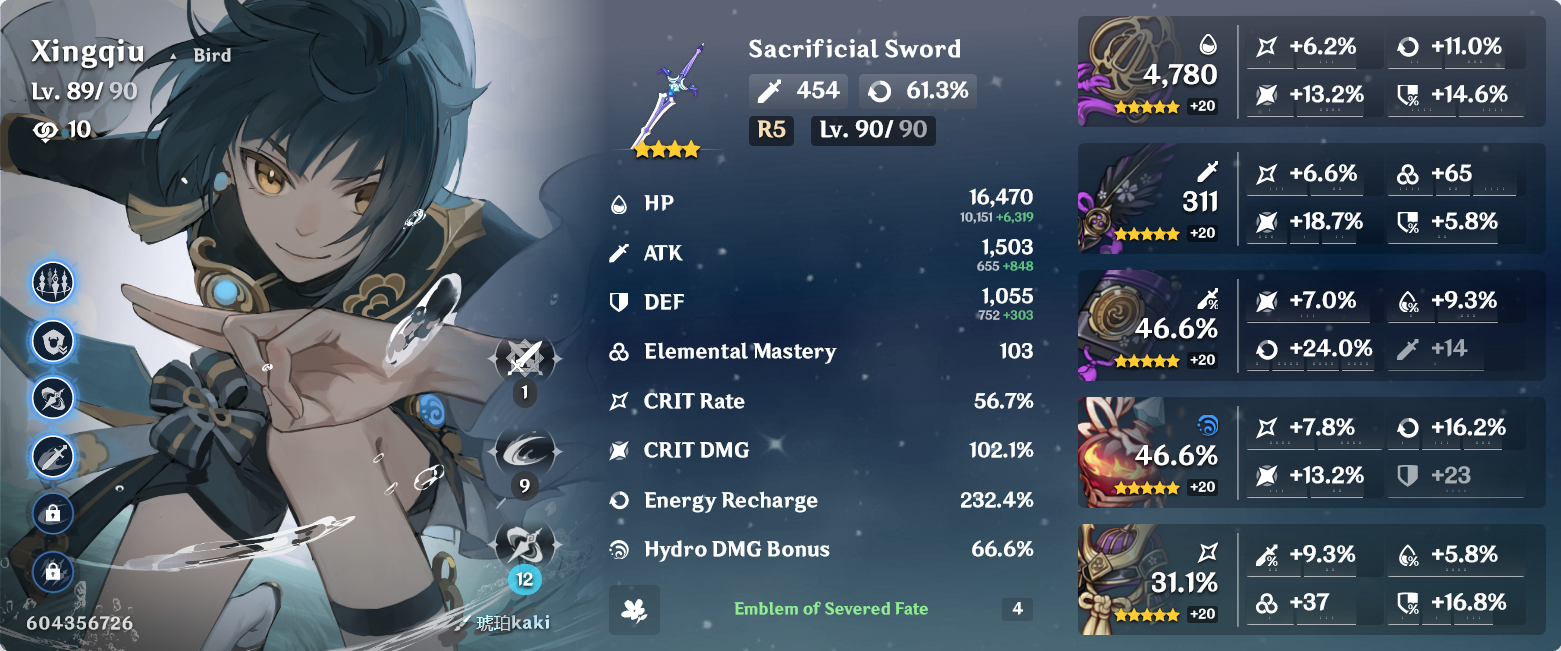 Xingqiu ▲ Bird
Lv. 89/ 90
10
1
9
12
604356726
琥珀kaki
Sacrificial Sword
454 61.3%
R5 Lv. 90/ 90
HP 16,470
10,151 +6,319
ATK 1,503
655 +848
DEF 1,055
752 +303
Elemental Mastery 103
CRIT Rate 56.7%
CRIT DMG 102.1%
Energy Recharge 232.4%
Hydro DMG Bonus 66.6%
Emblem of Severed Fate 4
4,780
+20
+6.2% +11.0%
+13.2% +14.6%
311
+20
+6.6% +65
+18.7% +5.8%
46.6%
+20
+7.0% +9.3%
+24.0% +14
46.6%
+20
+7.8% +16.2%
+13.2% +23
31.1%
+20
+9.3% +5.8%
+37 +16.8%